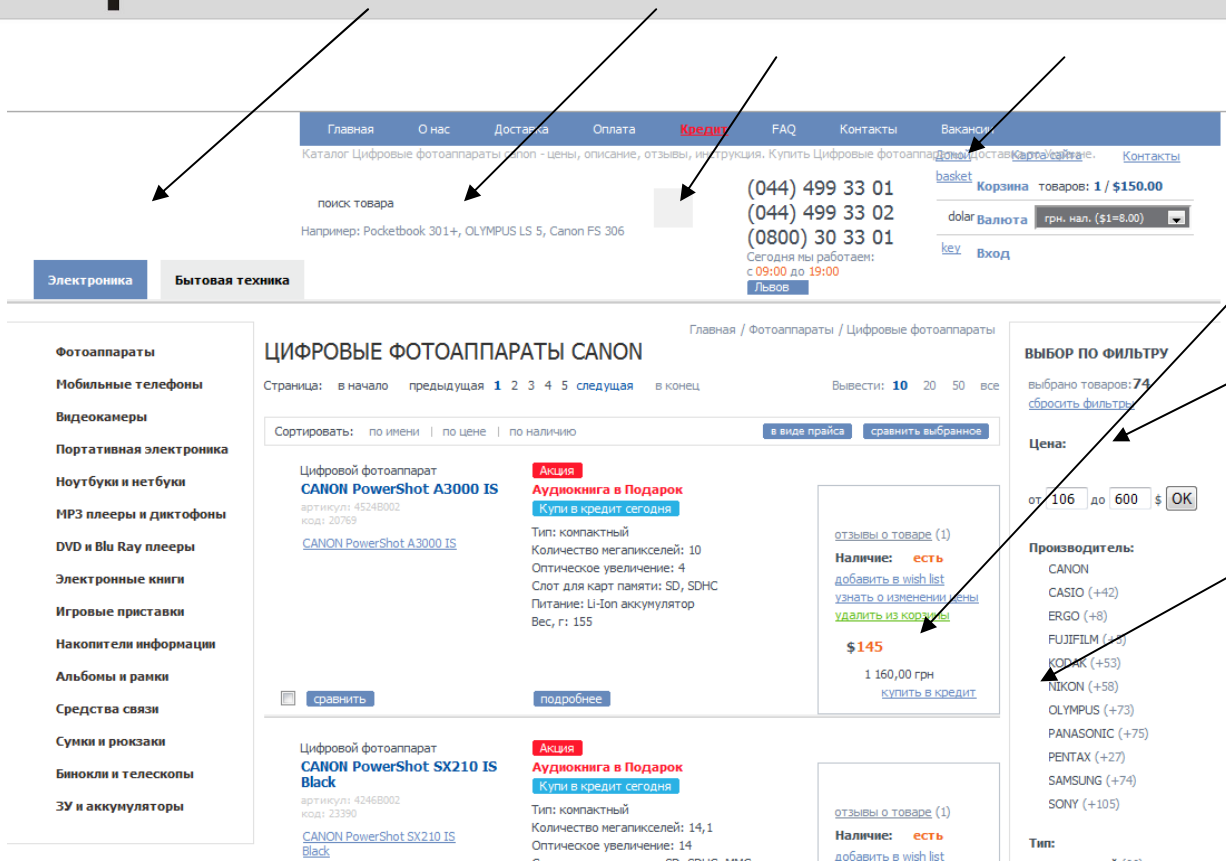 Главная О нас Доставка Оплата Кредит FAQ Контакты Вакансии
Каталог Цифровые фотоаппараты canon - цены, описание, отзывы, инструкция. Купить Цифровые
Домой Карта сайта Контакты
basket Корзина товаров: 1 / $150.00
dolar Валюта грн. нал. ($1=8.00)
key Вход
поиск товара
Например: Pocketbook 301+, OLYMPUS LS 5, Canon FS 306
(044) 499 33 01
(044) 499 33 02
(0800) 30 33 01
Сегодня мы работаем:
с 09:00 до 19:00
Львов
Электроника Бытовая техника
Фотоаппараты
Мобильные телефоны
Видеокамеры
Портативная электроника
Ноутбуки и нетбуки
МР3 плееры и диктофоны
DVD и Blu Ray плееры
Электронные книги
Игровые приставки
Накопители информации
Альбомы и рамки
Средства связи
Сумки и рюкзаки
Бинокли и телескопы
ЗУ и аккумуляторы
Главная / Фотоаппараты / Цифровые фотоаппараты
ЦИФРОВЫЕ ФОТОАППАРАТЫ CANON
Страница: в начало предыдущая 1 2 3 4 5 следущая в конец
Вывести: 10 20 50 все
Сортировать: по имени | по цене | по наличию
в виде прайса сравнить выбранное
Цифровой фотоаппарат
CANON PowerShot A3000 IS
артикул: 4524B002
код: 20769
CANON PowerShot A3000 IS
Акция
Аудиокнига в Подарок
Купи в кредит сегодня
Тип: компактный
Количество мегапикселей: 10
Оптическое увеличение: 4
Слот для карт памяти: SD, SDHC
Питание: Li-Ion аккумулятор
Вес, г: 155
отзывы о товаре (1)
Наличие: есть
добавить в wish list
узнать о изменении цены
удалить из корзины
$145
1 160,00 грн
купить в кредит
сравнить
подробнее
Цифровой фотоаппарат
CANON PowerShot SX210 IS
Black
артикул: 4246B002
код: 23390
CANON PowerShot SX210 IS
Black
Акция
Аудиокнига в Подарок
Купи в кредит сегодня
Тип: компактный
Количество мегапикселей: 14,1
Оптическое увеличение: 14
отзывы о товаре (1)
Наличие: есть
добавить в wish list
ВЫБОР ПО ФИЛЬТРУ
выбрано товаров: 74
сбросить фильтры
Цена:
от 106 до 600 $ OK
Производитель:
CANON
CASIO (+42)
ERGO (+8)
FUJIFILM (+5)
KODAK (+53)
NIKON (+58)
OLYMPUS (+73)
PANASONIC (+75)
PENTAX (+27)
SAMSUNG (+74)
SONY (+105)
Тип: